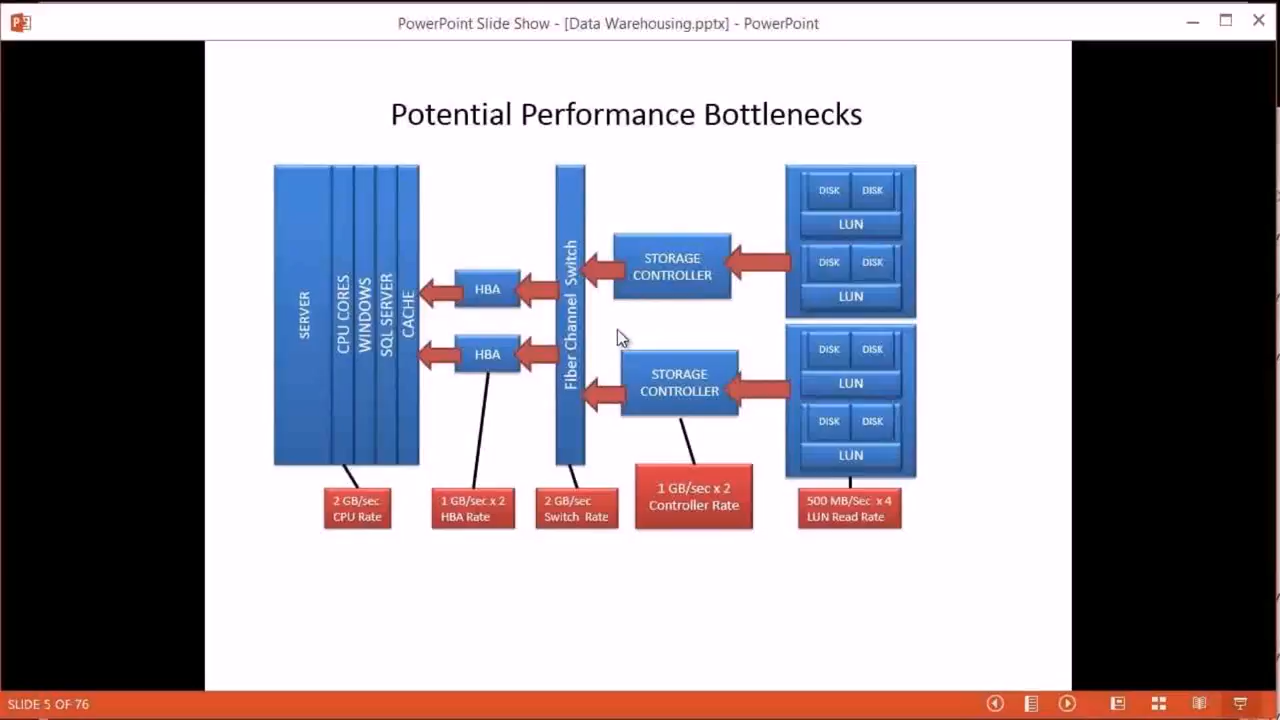 PowerPoint Slide Show - [Data Warehousing.pptx] - PowerPoint
Potential Performance Bottlenecks
SERVER
CPU CORES
WINDOWS
SQL SERVER
CACHE
HBA
HBA
Fiber Channel Switch
STORAGE
CONTROLLER
STORAGE
CONTROLLER
DISK DISK
LUN
DISK DISK
LUN
DISK DISK
LUN
DISK DISK
LUN
2 GB/sec
CPU Rate
1 GB/sec x 2
HBA Rate
2 GB/sec
Switch Rate
1 GB/sec x 2
Controller Rate
500 MB/Sec x 4
LUN Read Rate
SLIDE 5 OF 76